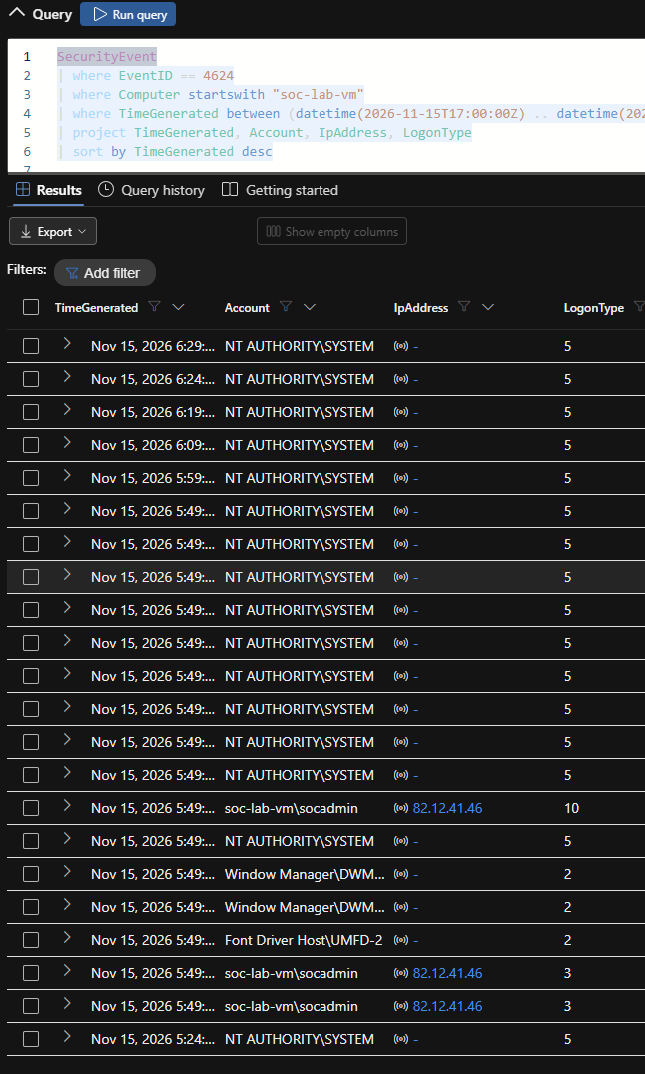 Query Run query
1 SecurityEvent
2 | where EventID == 4624
3 | where Computer startswith "soc-lab-vm"
4 | where TimeGenerated between (datetime(2026-11-15T17:00:00Z) .. datetime(202
5 | project TimeGenerated, Account, IpAddress, LogonType
6 | sort by TimeGenerated desc
7
Results Query history Getting started
Export Show empty columns
Filters: Add filter
TimeGenerated Account IpAddress LogonType
Nov 15, 2026 6:29:... NT AUTHORITY\SYSTEM - 5
Nov 15, 2026 6:24:... NT AUTHORITY\SYSTEM - 5
Nov 15, 2026 6:19:... NT AUTHORITY\SYSTEM - 5
Nov 15, 2026 6:09:... NT AUTHORITY\SYSTEM - 5
Nov 15, 2026 5:59:... NT AUTHORITY\SYSTEM - 5
Nov 15, 2026 5:49:... NT AUTHORITY\SYSTEM - 5
Nov 15, 2026 5:49:... NT AUTHORITY\SYSTEM - 5
Nov 15, 2026 5:49:... NT AUTHORITY\SYSTEM - 5
Nov 15, 2026 5:49:... NT AUTHORITY\SYSTEM - 5
Nov 15, 2026 5:49:... NT AUTHORITY\SYSTEM - 5
Nov 15, 2026 5:49:... NT AUTHORITY\SYSTEM - 5
Nov 15, 2026 5:49:... NT AUTHORITY\SYSTEM - 5
Nov 15, 2026 5:49:... NT AUTHORITY\SYSTEM - 5
Nov 15, 2026 5:49:... NT AUTHORITY\SYSTEM - 5
Nov 15, 2026 5:49:... soc-lab-vm\socadmin 82.12.41.46 10
Nov 15, 2026 5:49:... NT AUTHORITY\SYSTEM - 5
Nov 15, 2026 5:49:... Window Manager\DWM... - 2
Nov 15, 2026 5:49:... Window Manager\DWM... - 2
Nov 15, 2026 5:49:... Font Driver Host\UMFD-2 - 2
Nov 15, 2026 5:49:... soc-lab-vm\socadmin 82.12.41.46 3
Nov 15, 2026 5:49:... soc-lab-vm\socadmin 82.12.41.46 3
Nov 15, 2026 5:24:... NT AUTHORITY\SYSTEM - 5